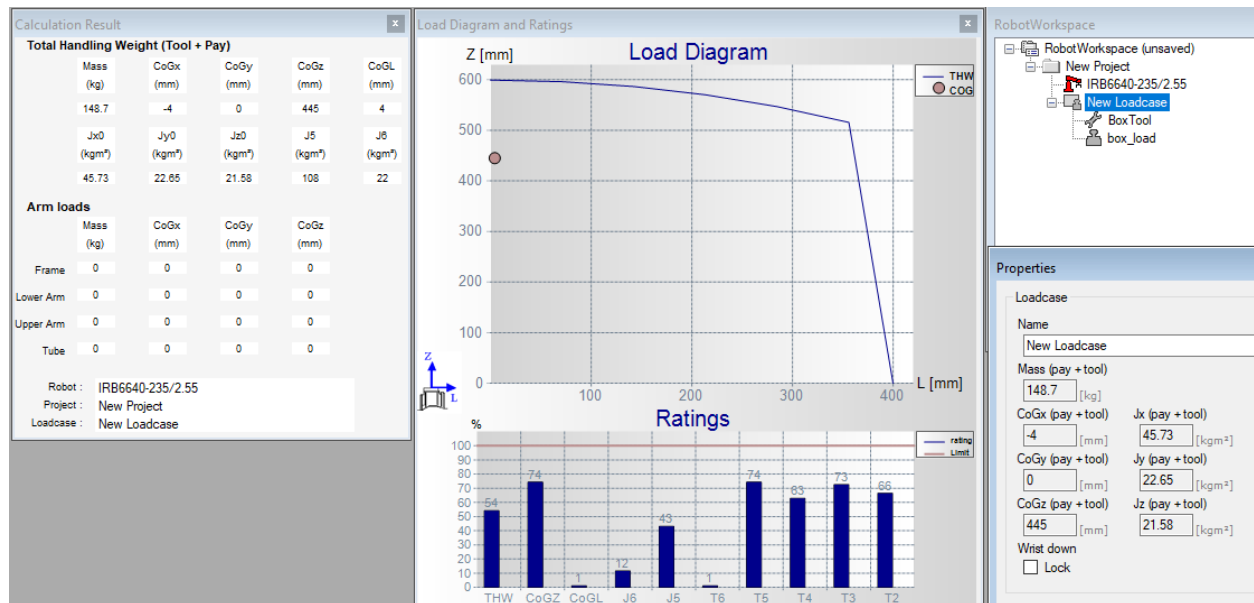 Calculation Result
x
Total Handling Weight (Tool + Pay)
Mass CoGx CoGy CoGz CoGL
(kg) (mm) (mm) (mm) (mm)
148.7 -4 0 445 4
Jx0 Jy0 Jz0 J5 J6
(kgm²) (kgm²) (kgm²) (kgm²) (kgm²)
45.73 22.65 21.58 108 22
Arm loads
Mass CoGx CoGy CoGz
(kg) (mm) (mm) (mm)
Frame 0 0 0 0
Lower Arm 0 0 0 0
Upper Arm 0 0 0 0
Tube 0 0 0 0
Robot : IRB6640-235/2.55
Project : New Project
Loadcase : New Loadcase
Load Diagram and Ratings
x
Z [mm]
Load Diagram
THW
COG
600
500
400
300
200
100
0
100 200 300 400
L [mm]
Z
L
Ratings
%
rating
Limit
100
90
80
70
60
50
40
30
20
10
0
54 74 1 12 43 1 74 63 73 66
THW CoGZ CoGL J6 J5 T6 T5 T4 T3 T2
RobotWorkspace
RobotWorkspace (unsaved)
New Project
IRB6640-235/2.55
New Loadcase
BoxTool
box_load
Properties
Loadcase
Name
New Loadcase
Mass (pay + tool)
148.7 [kg]
CoGx (pay + tool) Jx (pay + tool)
-4 [mm] 45.73 [kgm²]
CoGy (pay + tool) Jy (pay + tool)
0 [mm] 22.65 [kgm²]
CoGz (pay + tool) Jz (pay + tool)
445 [mm] 21.58 [kgm²]
Wrist down
Lock